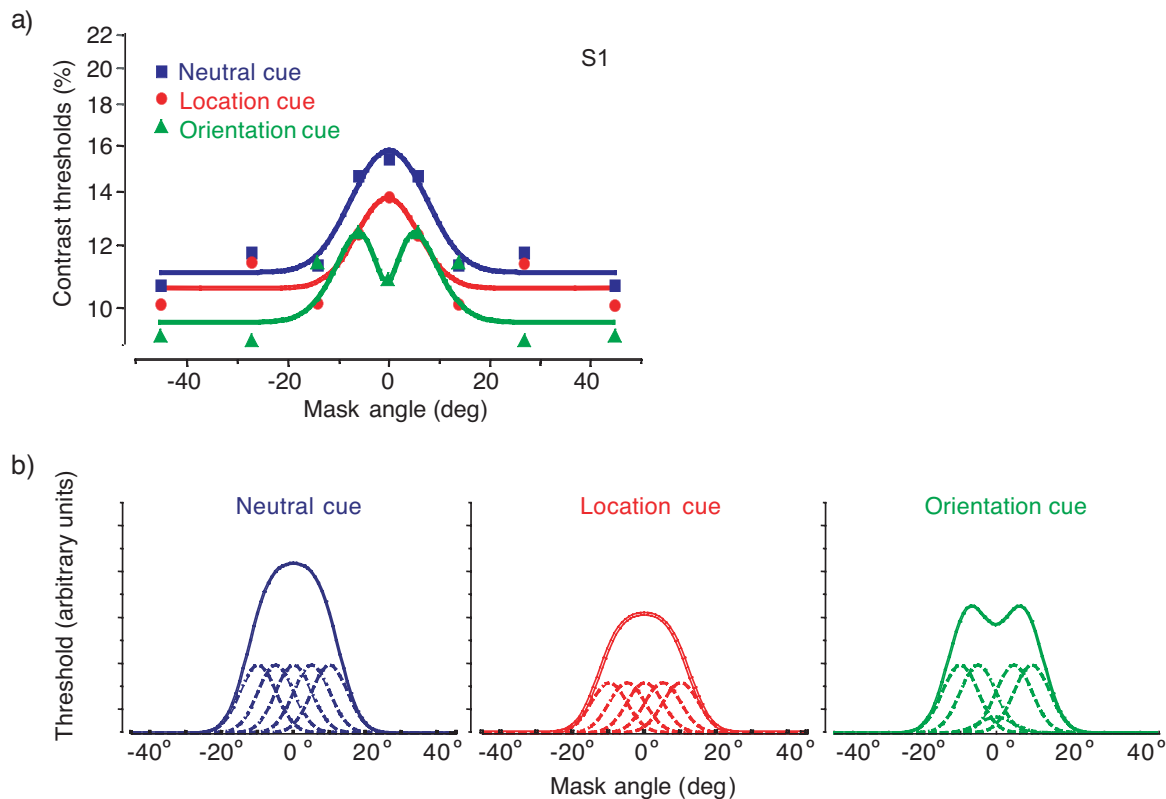 a)
S1
Neutral cue
Location cue
Orientation cue
Contrast thresholds (%)
22
20
18
16
14
12
10
-40 -20 0 20 40
Mask angle (deg)
b)
Threshold (arbitrary units)
Neutral cue Location cue Orientation cue
-40° 20° 0° 20° 40° -40° 20° 0° 20° 40° -40° 20° 0° 20° 40°
Mask angle (deg)